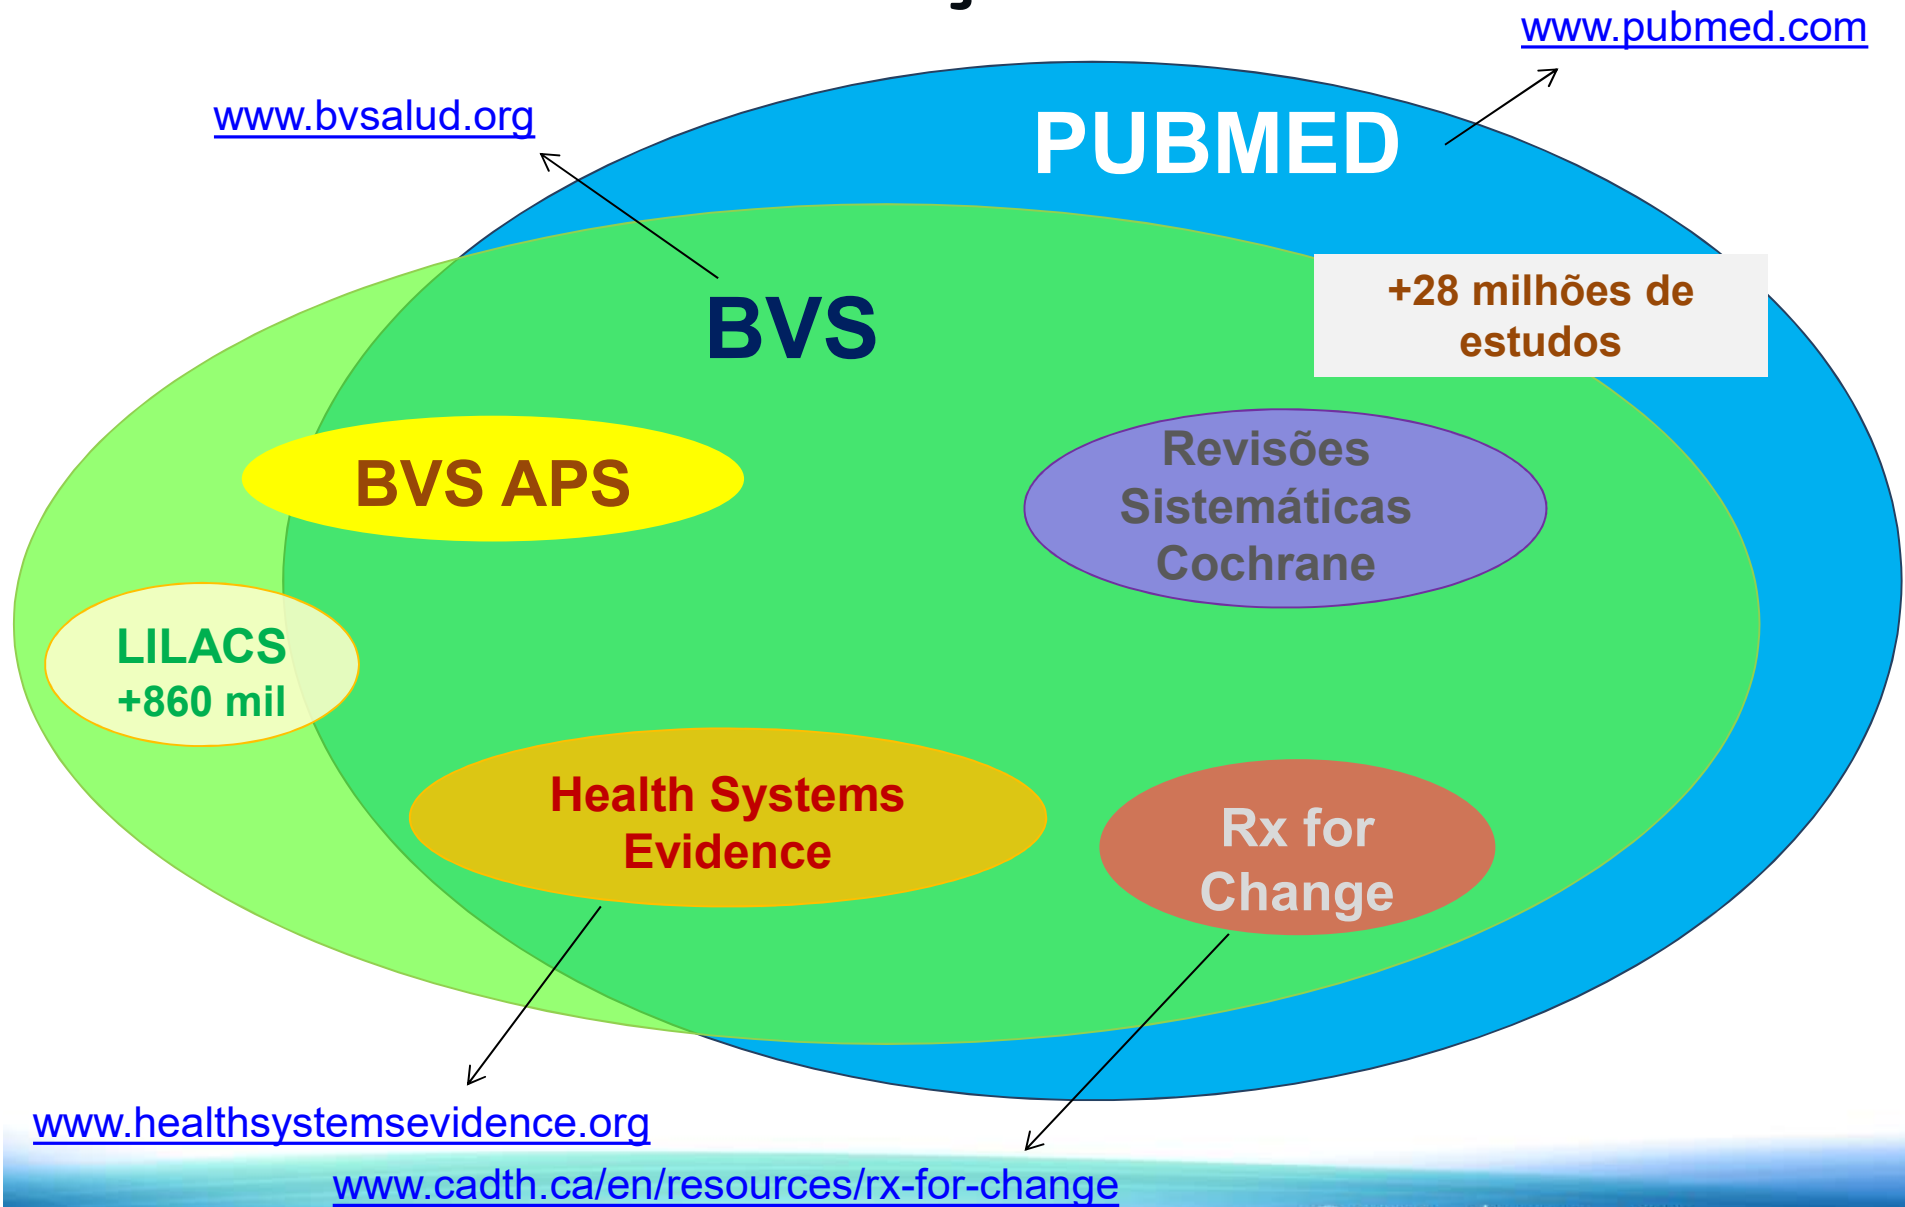 www.pubmed.com
www.bvsalud.org
PUBMED
+28 milhões de
estudos
BVS
BVS APS
Revisões
Sistemáticas
Cochrane
LILACS
+860 mil
Health Systems
Evidence
Rx for
Change
www.healthsystemsevidence.org
www.cadth.ca/en/resources/rx-for-change